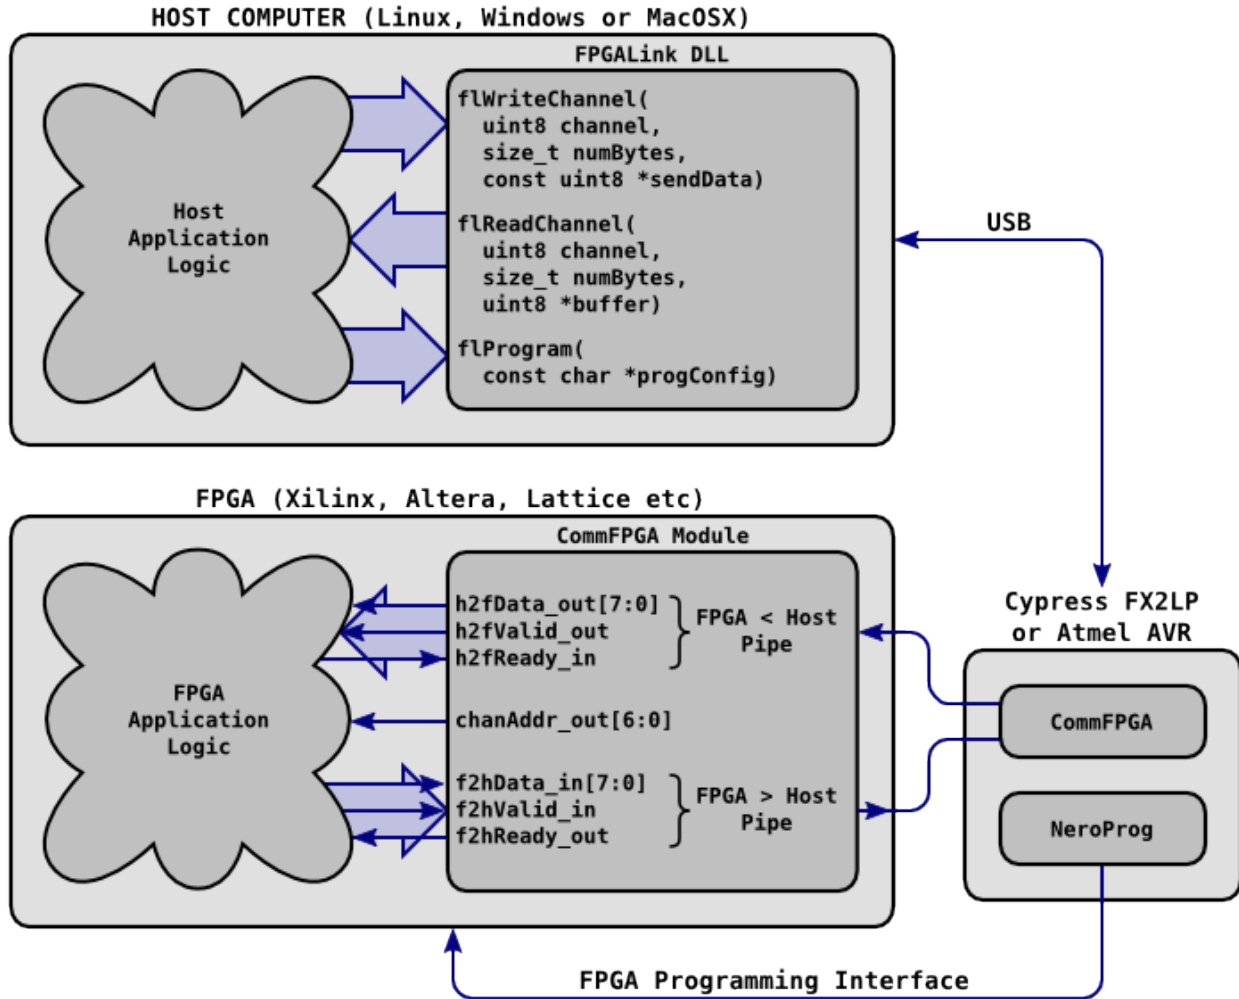 HOST COMPUTER (Linux, Windows or MacOSX)
FPGALink DLL
flWriteChannel(
uint8 channel,
size_t numBytes,
const uint8 *sendData)
flReadChannel(
uint8 channel,
size_t numBytes,
uint8 *buffer)
flProgram(
const char *progConfig)
Host
Application
Logic
USB
FPGA (Xilinx, Altera, Lattice etc)
CommFPGA Module
h2fData_out[7:0]
h2fValid_out
h2fReady_in
FPGA < Host
Pipe
chanAddr_out[6:0]
f2hData_in[7:0]
f2hValid_in
f2hReady_out
FPGA > Host
Pipe
FPGA
Application
Logic
Cypress FX2LP
or Atmel AVR
CommFPGA
NeroProg
FPGA Programming Interface